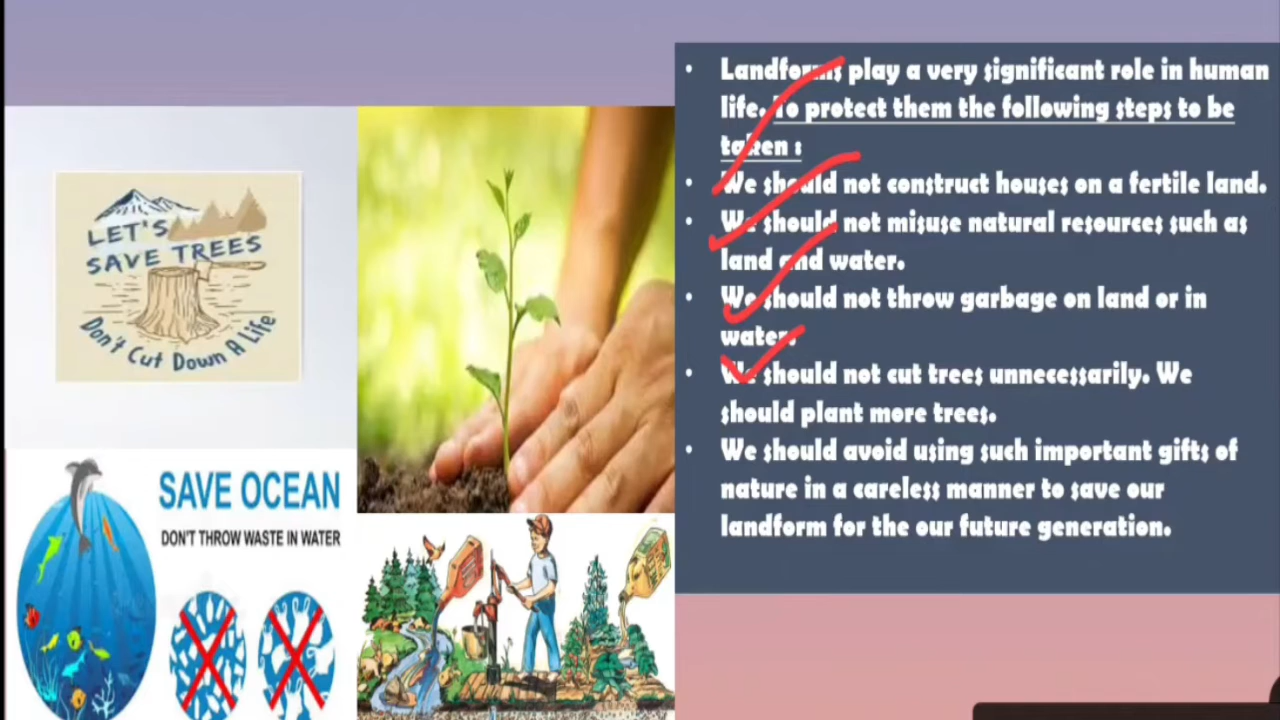 LET'S
SAVE TREES
Don't Cut Down A Life
SAVE OCEAN
DON'T THROW WASTE IN WATER
• Landforms play a very significant role in human
life. To protect them the following steps to be
taken :
• We should not construct houses on a fertile land.
• We should not misuse natural resources such as
land and water.
• We should not throw garbage on land or in
water.
• We should not cut trees unnecessarily. We
should plant more trees.
• We should avoid using such important gifts of
nature in a careless manner to save our
landform for the our future generation.